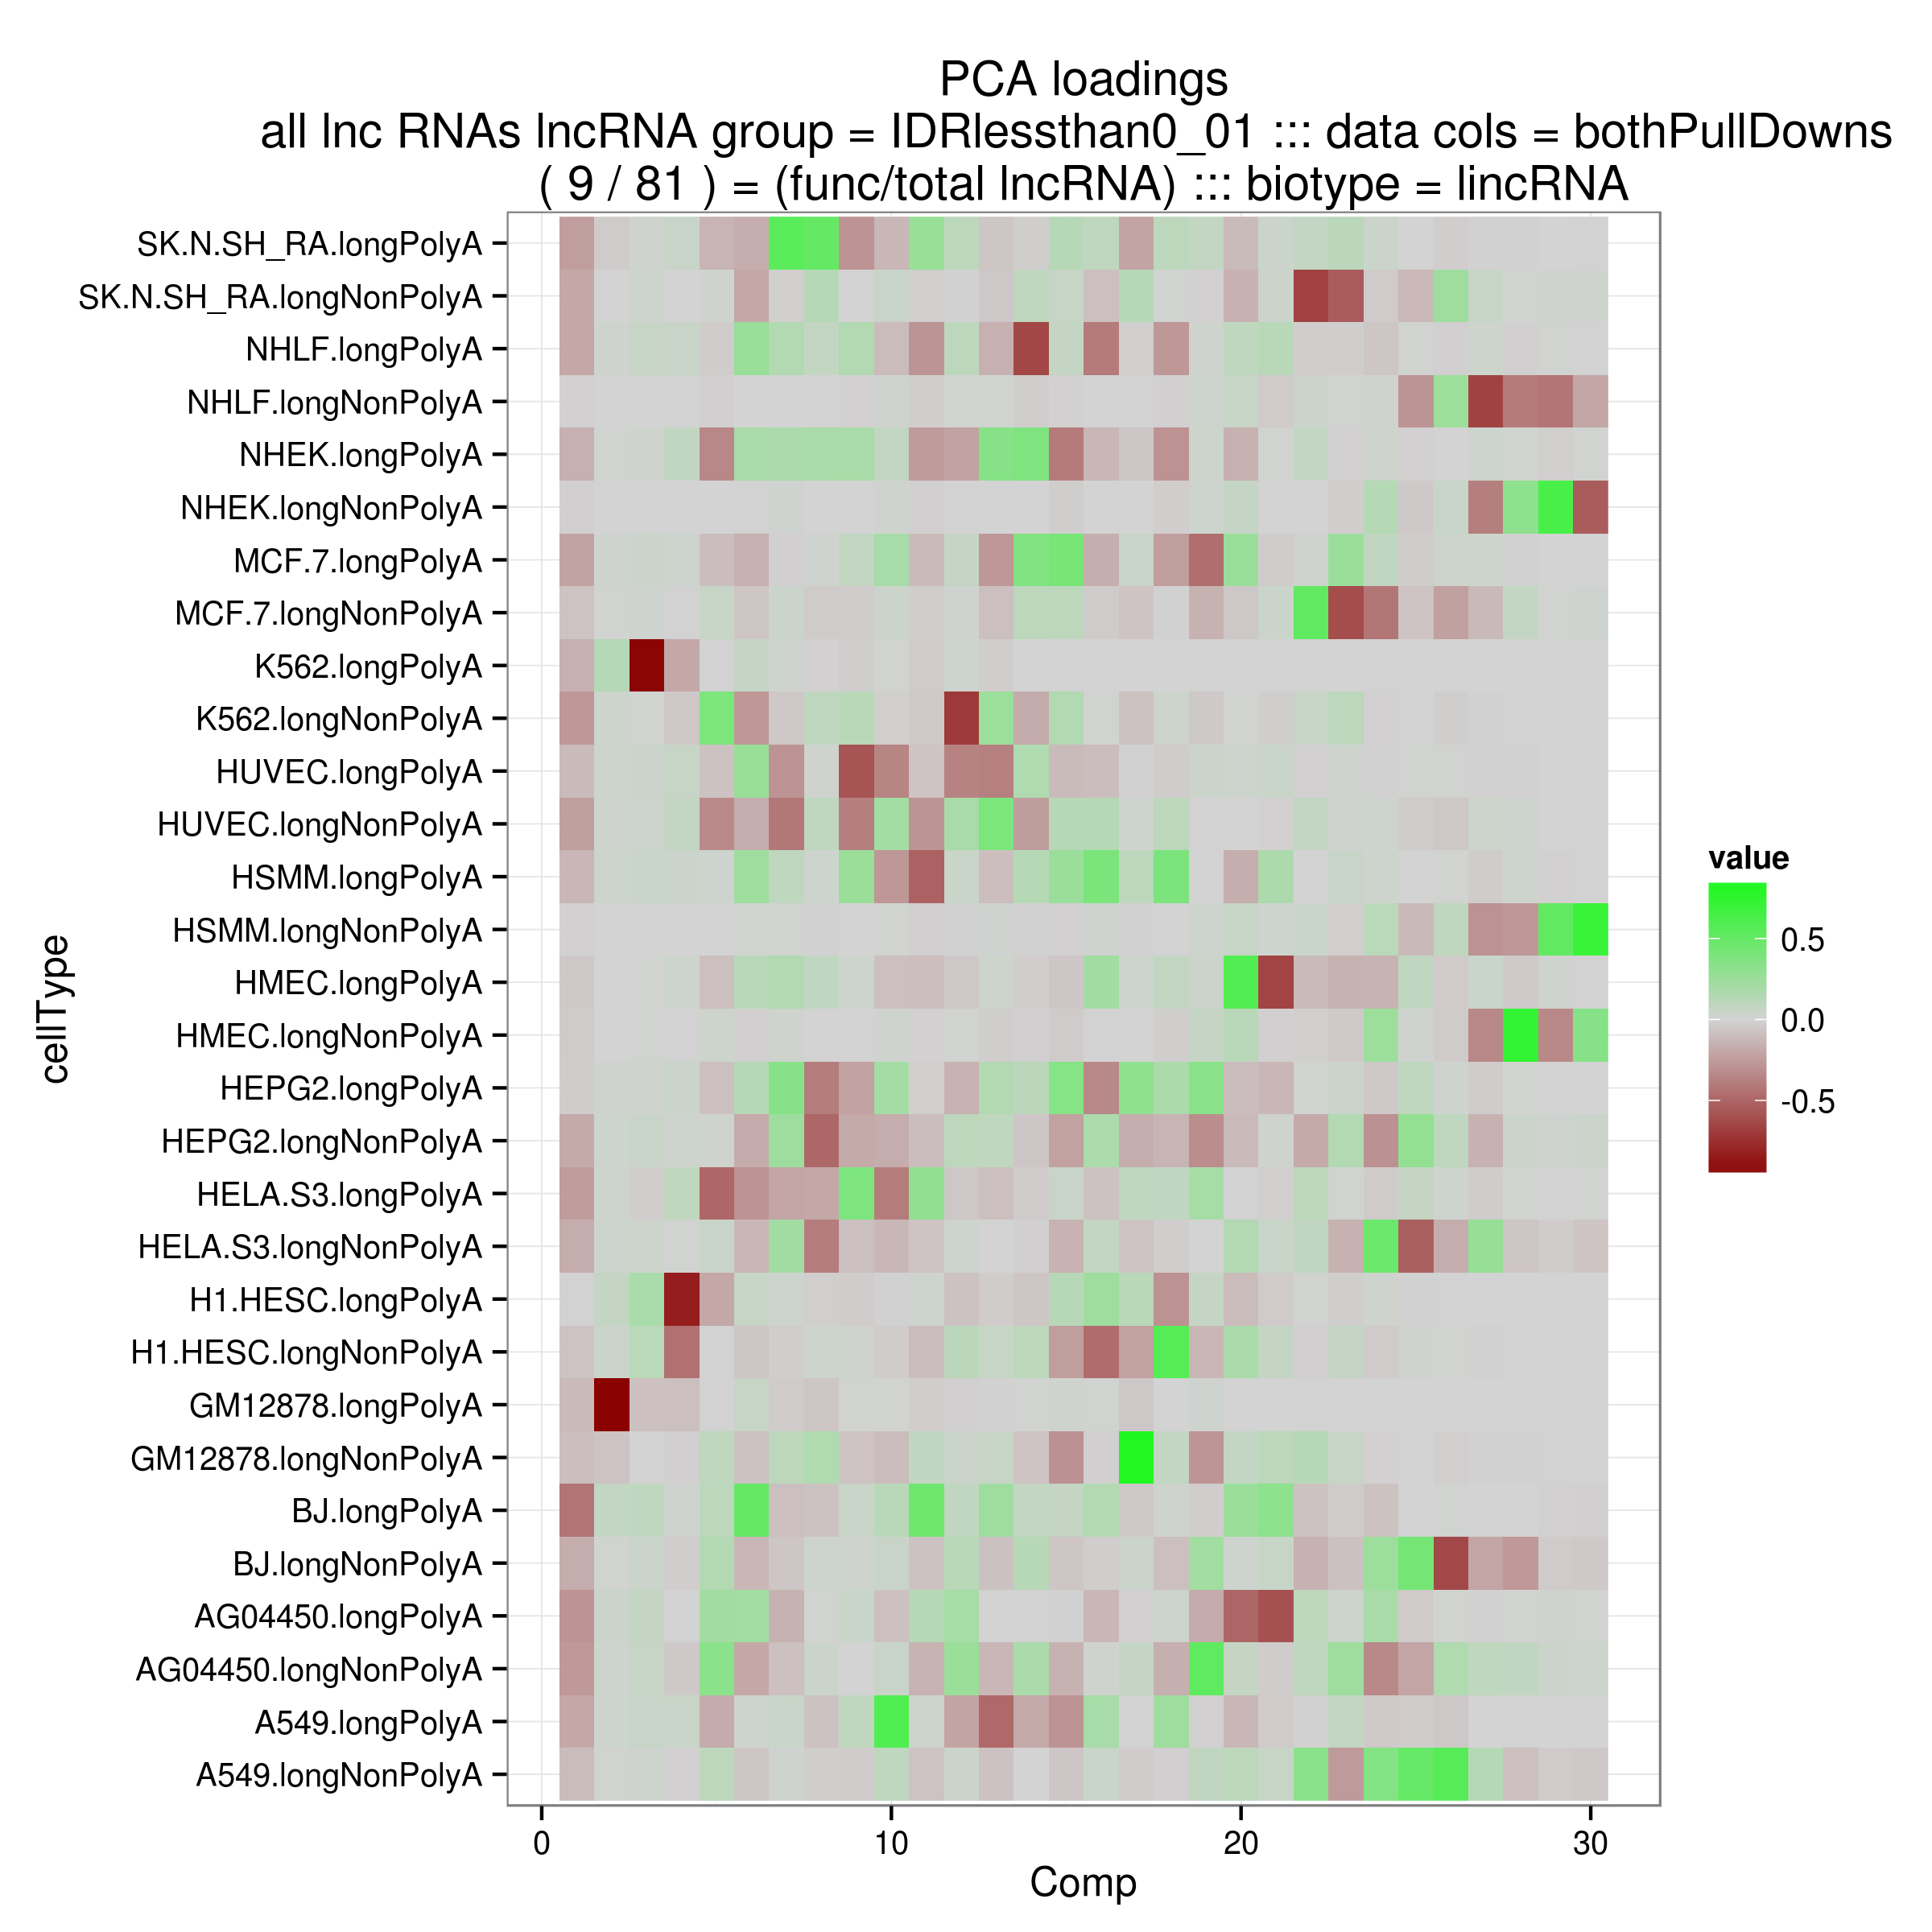 PCA loadings
all lnc RNAs lncRNA group = IDRlessthan0_01 ::: data cols = bothPullDowns
( 9 / 81 ) = (func/total lncRNA) ::: biotype = lincRNA
SK.N.SH_RA.longPolyA
SK.N.SH_RA.longNonPolyA
NHLF.longPolyA
NHLF.longNonPolyA
NHEK.longPolyA
NHEK.longNonPolyA
MCF.7.longPolyA
MCF.7.longNonPolyA
K562.longPolyA
K562.longNonPolyA
HUVEC.longPolyA
HUVEC.longNonPolyA
HSMM.longPolyA
HSMM.longNonPolyA
HMEC.longPolyA
HMEC.longNonPolyA
HEPG2.longPolyA
HEPG2.longNonPolyA
HELA.S3.longPolyA
HELA.S3.longNonPolyA
H1.HESC.longPolyA
H1.HESC.longNonPolyA
GM12878.longPolyA
GM12878.longNonPolyA
BJ.longPolyA
BJ.longNonPolyA
AG04450.longPolyA
AG04450.longNonPolyA
A549.longPolyA
A549.longNonPolyA
cellType
0 10 20 30
Comp
value
0.5
0.0
-0.5